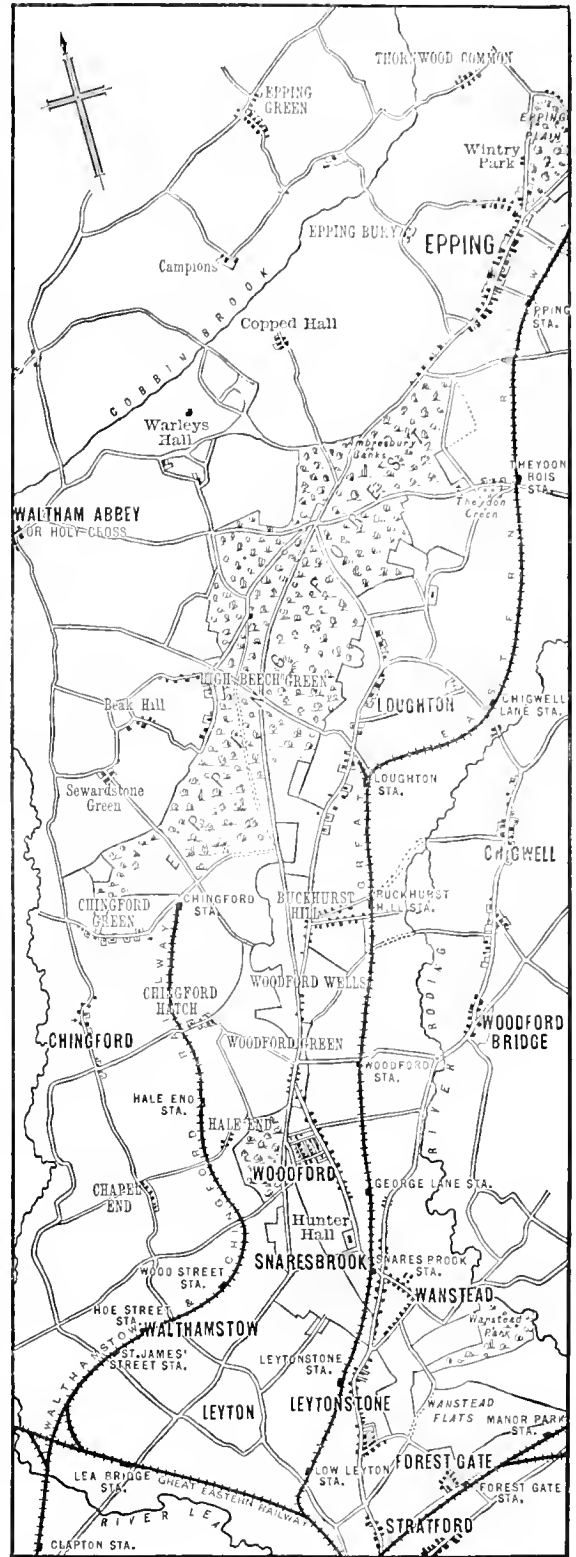 THORNWOOD COMMON
EPPING
GREEN
EPPING
PLAIN
Wintry
Park
EPPING BURY
EPPING
Campions
EPPING
STA.
COBBIN BROOK
Copped Hall
Warleys
Hall
Ambresbury
Banks
THEYDON
BOIS
STA.
Theydon
Green
WALTHAM ABBEY
OR HOLY CROSS
HIGH BEECH GREEN
LOUGHTON
CHIGWELL
LANE STA.
Beak Hill
LOUGHTON
STA.
Sewardstone
Green
CHIGWELL
EPPING FOREST
CHINGFORD
GREEN
CHINGFORD
STA.
BUCKHURST
HILL
BUCKHURST
HILL STA.
WOODFORD WELLS
CHINGFORD
HATCH
CHINGFORD
WOODFORD GREEN
WOODFORD
BRIDGE
WOODFORD
STA.
RIVER RODING
HALE END
STA.
HALE END
WOODFORD
GEORGE LANE STA.
CHAPEL
END
Hunter
Hall
SNARESBROOK
SNARESBROOK
STA.
WOOD STREET
STA.
WANSTEAD
HOE STREET
STA.
WALTHAMSTOW
Wanstead
Park
ST. JAMES'
STREET STA.
LEYTONSTONE
STA.
WALTHAMSTOW & CHINGFORD RAILWAY
LEYTON
LEYTONSTONE
WANSTEAD
FLATS
MANOR PARK
STA.
FOREST GATE
LEA BRIDGE
STA.
GREAT EASTERN RAILWAY
LOW LEYTON
STA.
FOREST GATE
STA.
RIVER LEA
STRATFORD
CLAPTON STA.